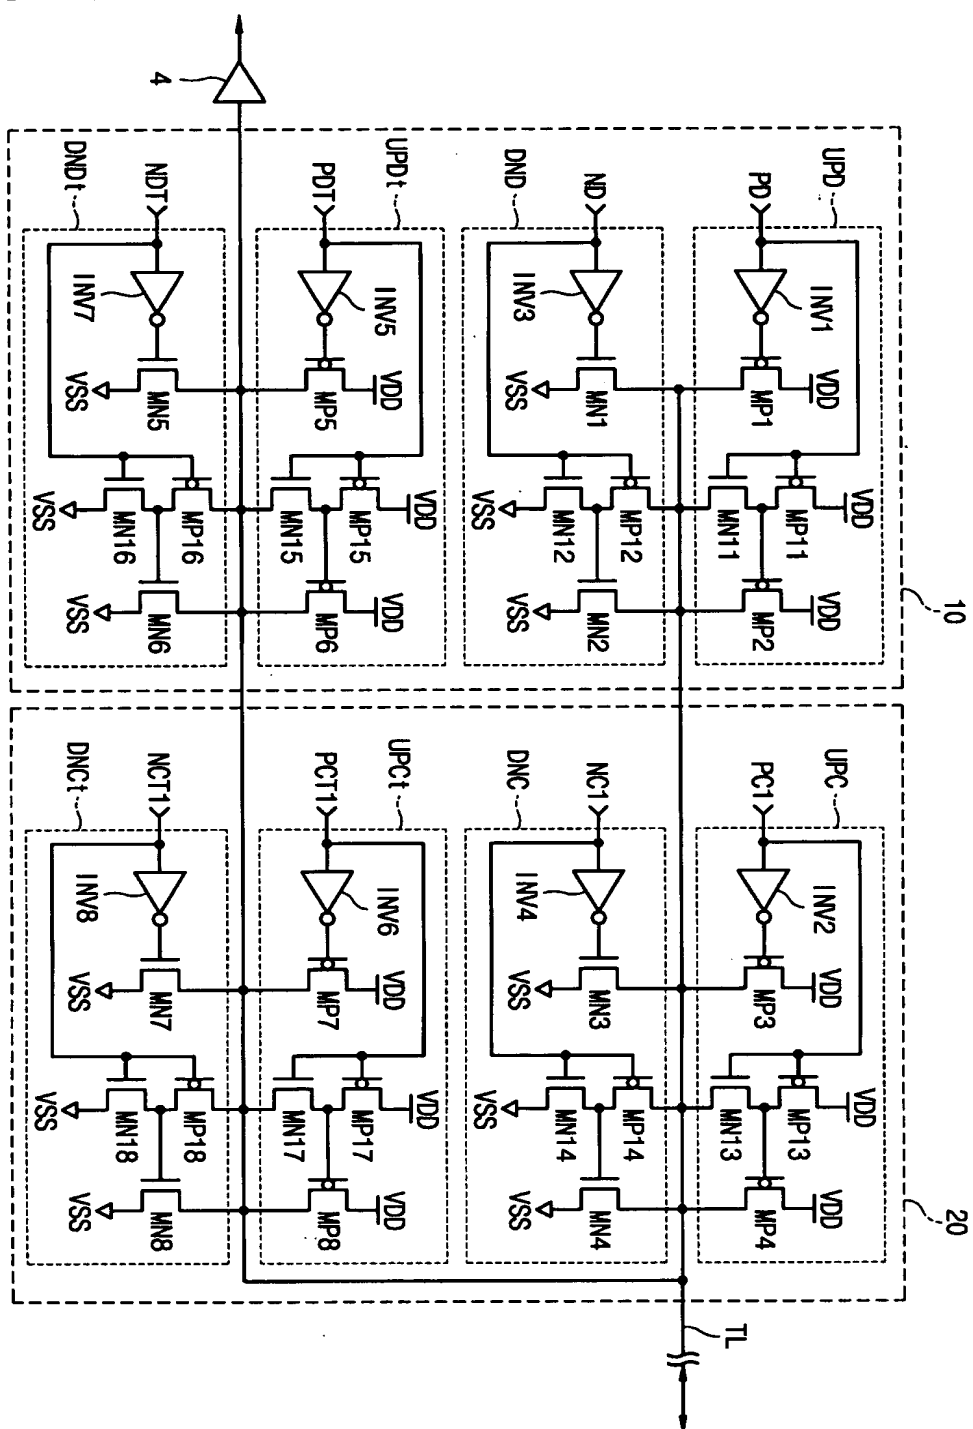 4
10
UPD
PD
INV1
MP1
VDD
MP11
MN11
VDD
MP2
VDD
DND
ND
INV3
MN1
VSS
MP12
MN12
VSS
MN2
VSS
UPDt
PDT
INV5
MP5
VDD
MP15
MN15
VDD
MP6
VDD
DNDt
NDT
INV7
MN5
VSS
MP16
MN16
VSS
MN6
VSS
20
UPC
PC1
INV2
MP3
VDD
MP13
MN13
VDD
MP4
VDD
DNC
NC1
INV4
MN3
VSS
MP14
MN14
VSS
MN4
VSS
UPCt
PCT1
INV6
MP7
VDD
MP17
MN17
VDD
MP8
VDD
DNCt
NCT1
INV8
MN7
VSS
MP18
MN18
VSS
MN8
VSS
TL